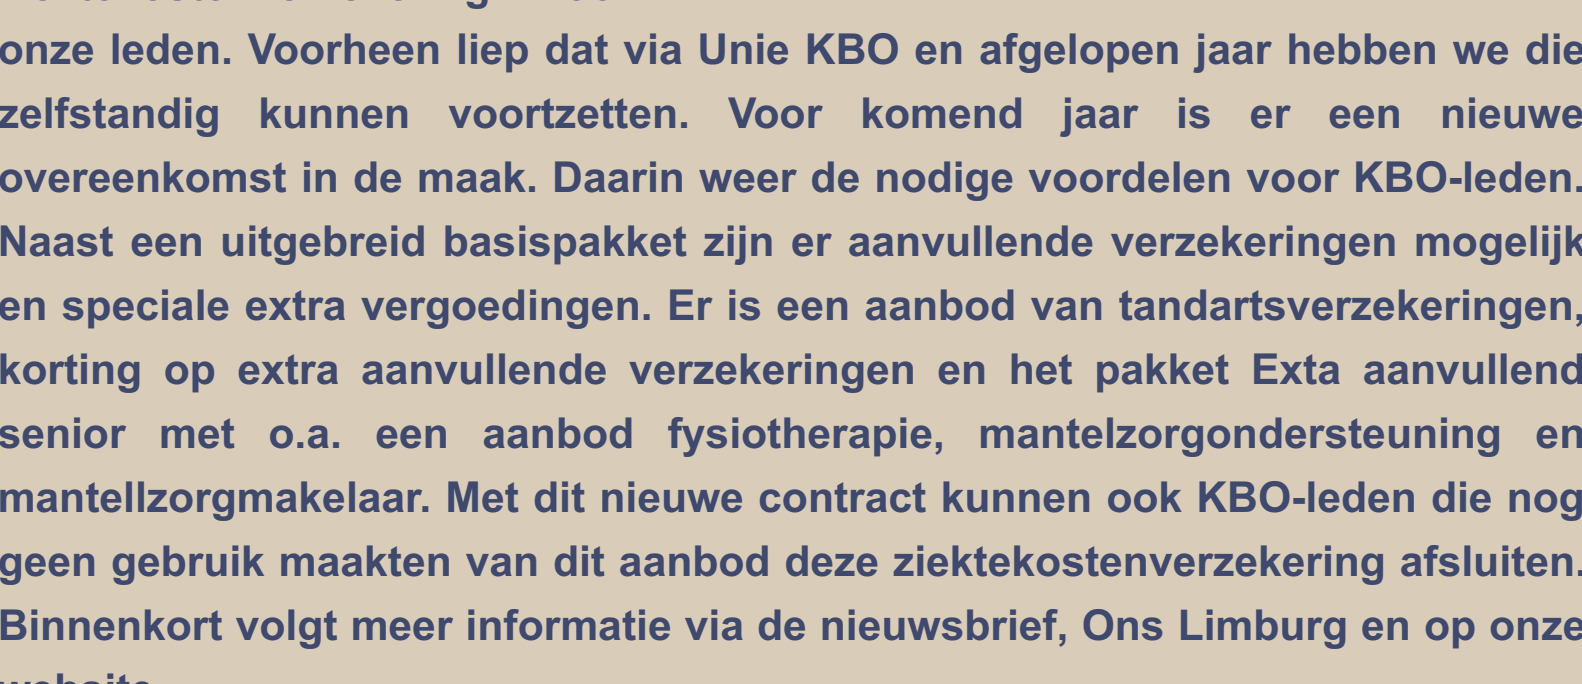 onze leden. Voorheen liep dat via Unie KBO en afgelopen jaar hebben we die
zelfstandig kunnen voortzetten. Voor komend jaar is er een nieuwe
overeenkomst in de maak. Daarin weer de nodige voordelen voor KBO-leden.
Naast een uitgebreid basispakket zijn er aanvullende verzekeringen mogelijk
en speciale extra vergoedingen. Er is een aanbod van tandartsverzekeringen,
korting op extra aanvullende verzekeringen en het pakket Exta aanvullend
senior met o.a. een aanbod fysiotherapie, mantelzorgondersteuning en
mantellzorgmakelaar. Met dit nieuwe contract kunnen ook KBO-leden die nog
geen gebruik maakten van dit aanbod deze ziektekostenverzekering afsluiten.
Binnenkort volgt meer informatie via de nieuwsbrief, Ons Limburg en op onze
website